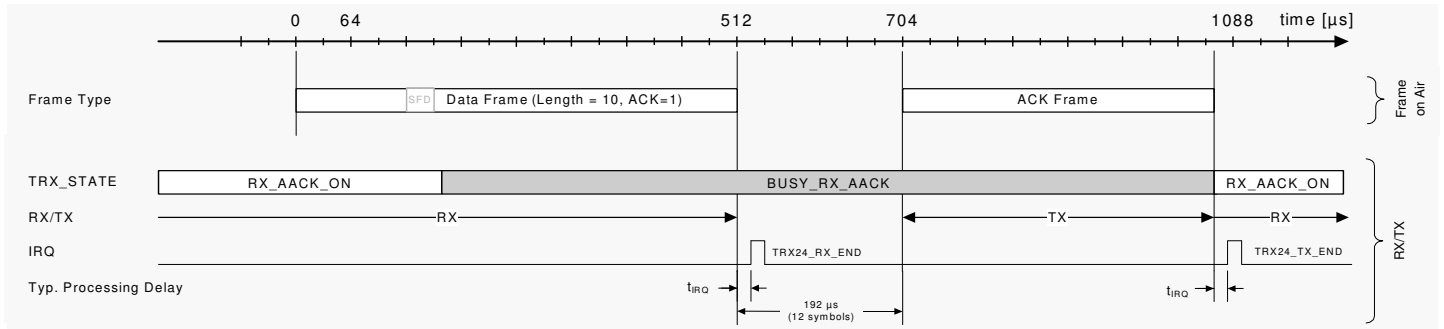 0 64 512 704 1088 time [µs]
Frame Type
SFD
Data Frame (Length = 10, ACK=1)
ACK Frame
Frame
on Air
TRX_STATE
RX_AACK_ON
BUSY_RX_AACK
RX_AACK_ON
RX/TX
RX
TX
RX
IRQ
TRX24_RX_END
TRX24_TX_END
RX/TX
Typ. Processing Delay
tIRQ
tIRQ
192 µs
(12 symbols)